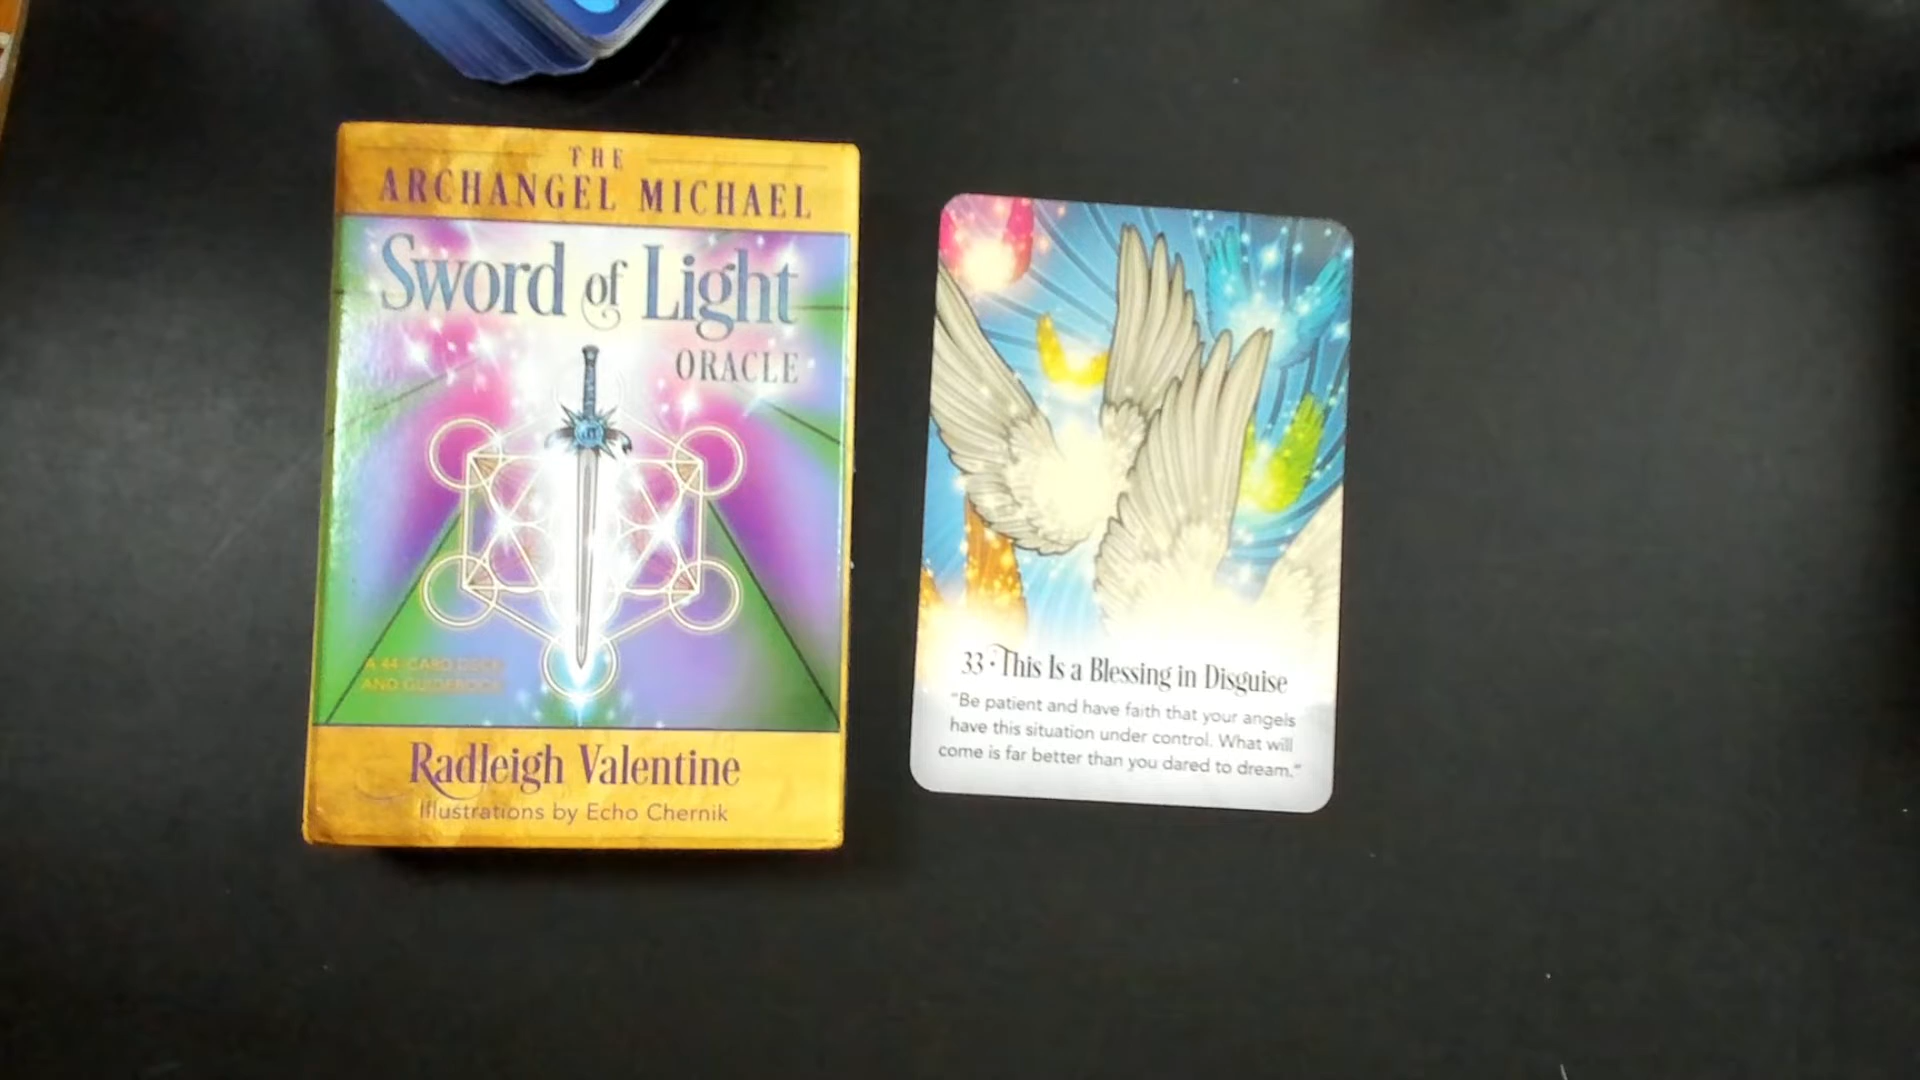 THE
ARCHANGEL MICHAEL
Sword of Light
ORACLE
A 44-CARD DECK
AND GUIDEBOOK
Radleigh Valentine
Illustrations by Echo Chernik
33 • This Is a Blessing in Disguise
"Be patient and have faith that your angels
have this situation under control. What will
come is far better than you dared to dream."